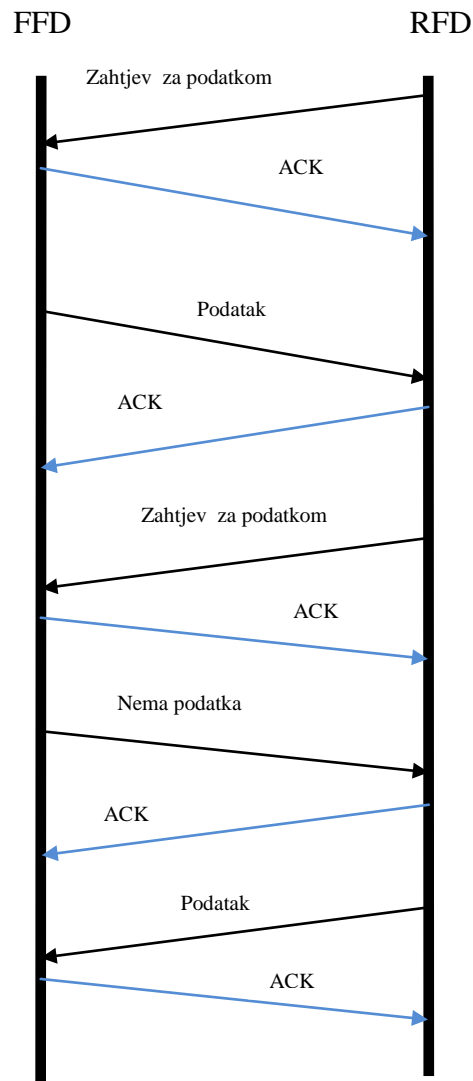 FFD
RFD
Zahtjev za podatkom
ACK
Podatak
ACK
Zahtjev za podatkom
ACK
Nema podatka
ACK
Podatak
ACK